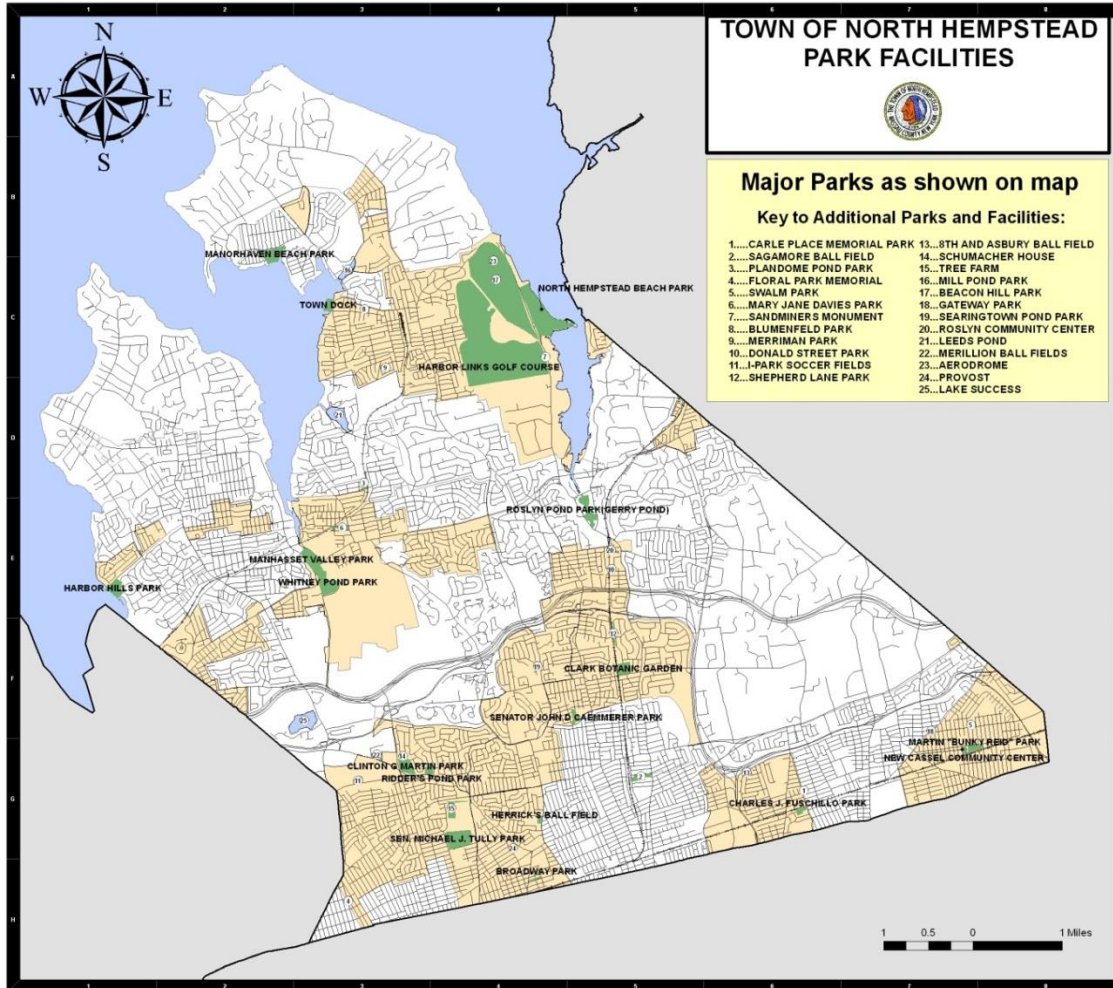 TOWN OF NORTH HEMPSTEAD
PARK FACILITIES
N
W E
S
Major Parks as shown on map
Key to Additional Parks and Facilities:
1.....CARLE PLACE MEMORIAL PARK
2.....SAGAMORE BALL FIELD
3.....PLANDOME POND PARK
4.....FLORAL PARK MEMORIAL
5.....SWALM PARK
6.....MARY JANE DAVIES PARK
7.....SANDMINERS MONUMENT
8.....BLUMENFELD PARK
9.....MERRIMAN PARK
10....DONALD STREET PARK
11...I-PARK SOCCER FIELDS
12...SHEPHERD LANE PARK
13...8TH AND ASBURY BALL FIELD
14...SCHUMACHER HOUSE
15...TREE FARM
16...MILL POND PARK
17...BEACON HILL PARK
18...GATEWAY PARK
19...SEARINGTOWN POND PARK
20...ROSLYN COMMUNITY CENTER
21...LEEDS POND
22...MERILLION BALL FIELDS
23...AERODROME
24...PROVOST
25...LAKE SUCCESS
MANORHAVEN BEACH PARK
NORTH HEMPSTEAD BEACH PARK
TOWN DOCK
HARBOR LINKS GOLF COURSE
ROSLYN POND PARK(GERRY POND)
MANHASSET VALLEY PARK
WHITNEY POND PARK
HARBOR HILLS PARK
CLARK BOTANIC GARDEN
SENATOR JOHN D CAEMMERER PARK
MARTIN "BUNKY REID" PARK
NEW CASSEL COMMUNITY CENTER
CLINTON G MARTIN PARK
RIDDER'S POND PARK
CHARLES J. FUSCHILLO PARK
HERRICK'S BALL FIELD
SEN. MICHAEL J. TULLY PARK
BROADWAY PARK
1 0.5 0 1 Miles